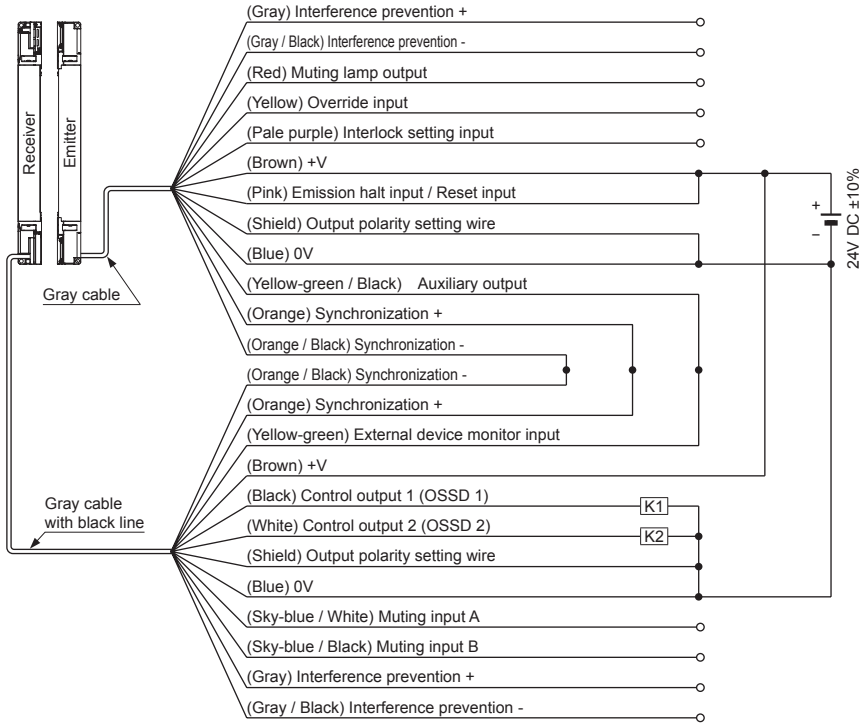 Receiver
Emitter
(Gray) Interference prevention +
(Gray / Black) Interference prevention -
(Red) Muting lamp output
(Yellow) Override input
(Pale purple) Interlock setting input
(Brown) +V
(Pink) Emission halt input / Reset input
(Shield) Output polarity setting wire
(Blue) 0V
(Yellow-green / Black) Auxiliary output
(Orange) Synchronization +
(Orange / Black) Synchronization -
+
–
24V DC ±10%
Gray cable
(Orange / Black) Synchronization -
(Orange) Synchronization +
(Yellow-green) External device monitor input
(Brown) +V
(Black) Control output 1 (OSSD 1)
K1
(White) Control output 2 (OSSD 2)
K2
(Shield) Output polarity setting wire
(Blue) 0V
(Sky-blue / White) Muting input A
(Sky-blue / Black) Muting input B
(Gray) Interference prevention +
(Gray / Black) Interference prevention -
Gray cable
with black line